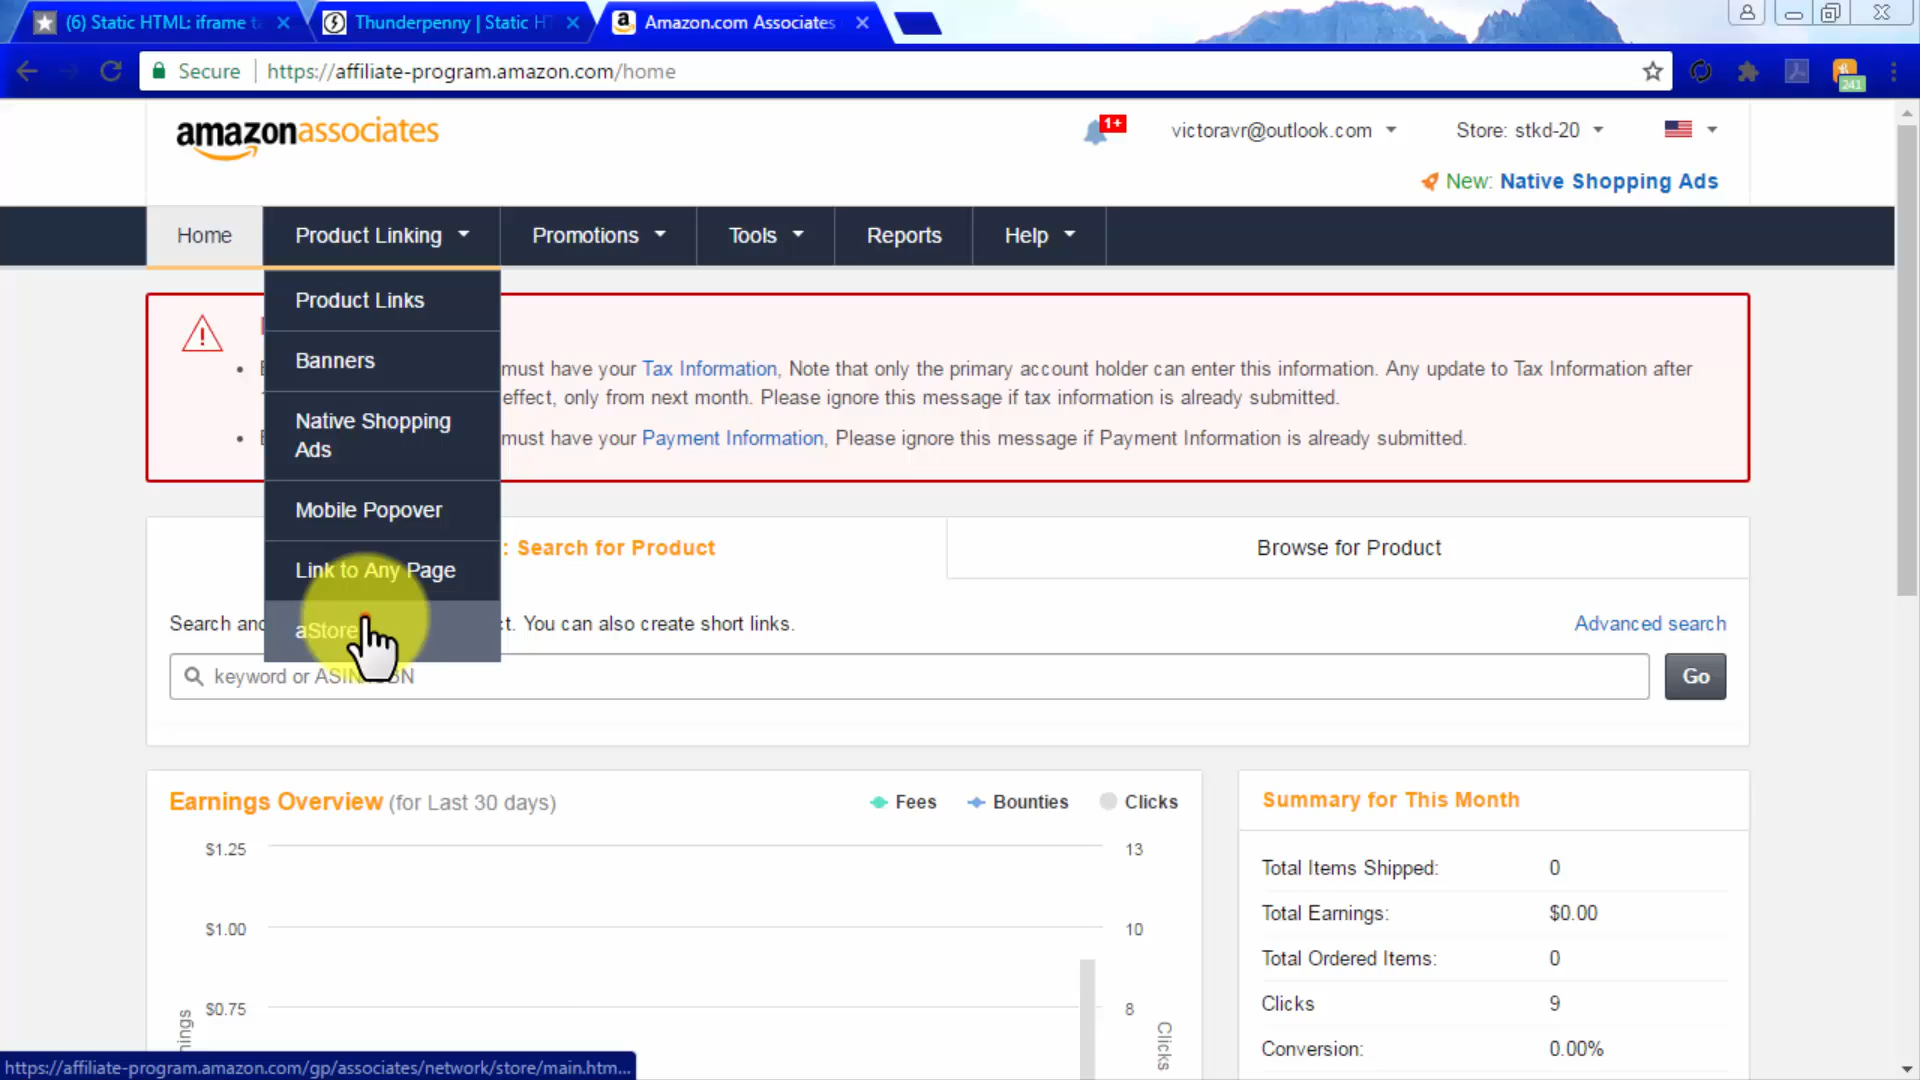 (6) Static HTML: iframe ta
Thunderpenny | Static HT
Amazon.com Associates
Secure
https://affiliate-program.amazon.com/home
241
amazonassociates
1+
victoravr@outlook.com
Store: stkd-20
New: Native Shopping Ads
Home
Product Linking
Promotions
Tools
Reports
Help
Product Links
Banners
Native Shopping
Ads
Mobile Popover
Link to Any Page
aStore
must have your Tax Information, Note that only the primary account holder can enter this information. Any update to Tax Information after
effect, only from next month. Please ignore this message if tax information is already submitted.
must have your Payment Information, Please ignore this message if Payment Information is already submitted.
: Search for Product
Browse for Product
Search and
t. You can also create short links.
Advanced search
keyword or ASIN
Go
Earnings Overview (for Last 30 days)
Fees
Bounties
Clicks
Summary for This Month
$1.25
13
$1.00
10
$0.75
8
nings
Clicks
Total Items Shipped: 0
Total Earnings: $0.00
Total Ordered Items: 0
Clicks 9
Conversion: 0.00%
https://affiliate-program.amazon.com/gp/associates/network/store/main.htm...